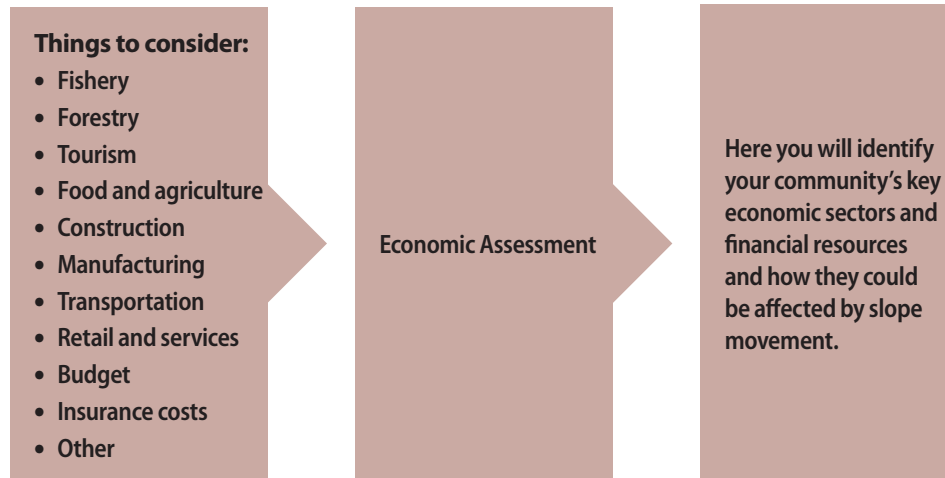 Things to consider:
• Fishery
• Forestry
• Tourism
• Food and agriculture
• Construction
• Manufacturing
• Transportation
• Retail and services
• Budget
• Insurance costs
• Other
Economic Assessment
Here you will identify
your community’s key
economic sectors and
financial resources
and how they could
be affected by slope
movement.